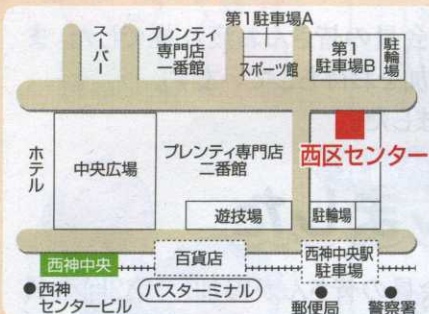 第1駐車場A
スーパー
プレンティ
専門店
一番館
スポーツ館
第1
駐車場B
駐輪場
西区センター
ホテル
中央広場
プレンティ専門店
二番館
遊技場
駐輪場
西神中央
百貨店
西神中央駅
駐車場
西神
センタービル
バスターミナル
郵便局
警察署